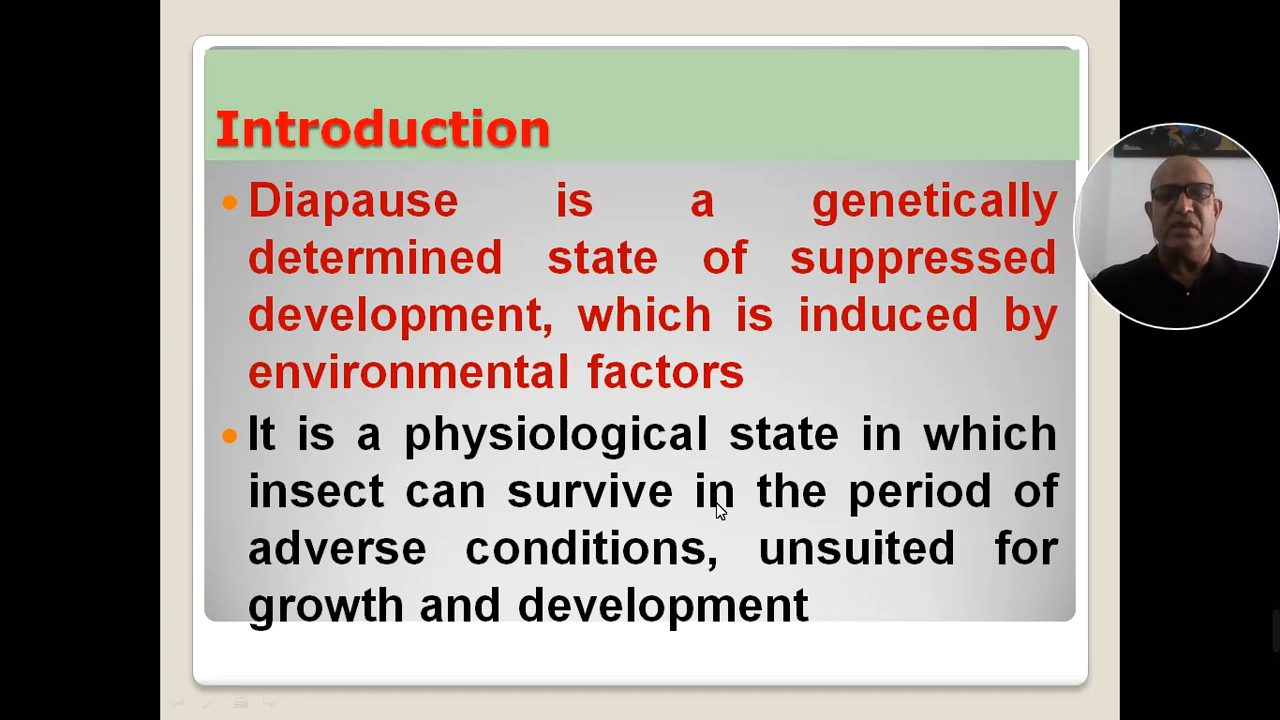 Introduction
Diapause is a genetically
determined state of suppressed
development, which is induced by
environmental factors
It is a physiological state in which
insect can survive in the period of
adverse conditions, unsuited for
growth and development